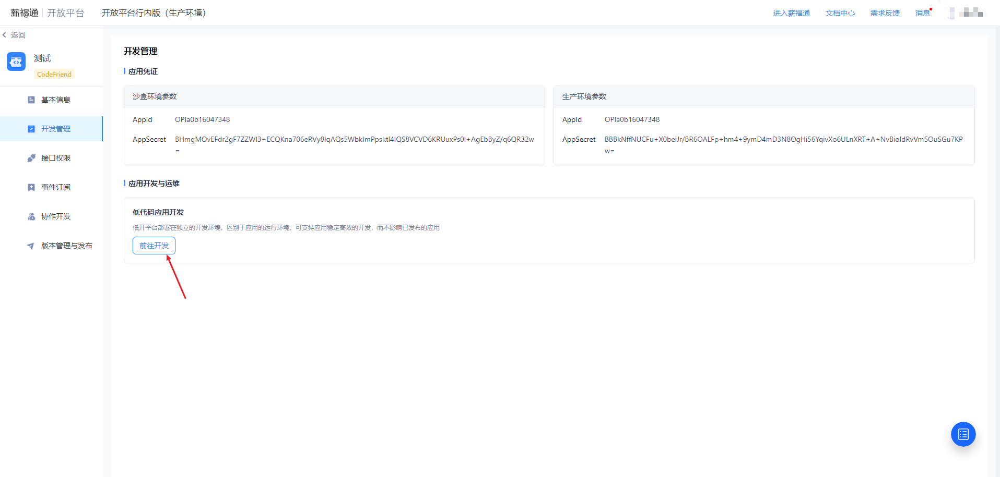 薪福通 开放平台 开放平台行内版（生产环境） 进入薪福通 文档中心 需求反馈 消息
返回
测试
CodeFriend
基本信息
开发管理
接口权限
事件订阅
协作开发
版本管理与发布
开发管理
应用凭证
沙盒环境参数
AppId OPIa0b16047348
AppSecret BHmgMOvEFdr2gF7ZZWI3+ECQKna706eRVy8IqAQs5WbkImPpsktI4IQS8VCVD6KRUuxPs0I+AgEbByZ/q6QR32w
=
生产环境参数
AppId OPIa0b16047348
AppSecret BBBkNffNUCFu+X0beiJr/BR6OALFp+hm4+9ymD4mD3N8OgHi56YqivXo6ULnXRT+A+NvBioIdRvVm5OuSGu7KP
w=
应用开发与运维
低代码应用开发
低开平台部署在独立的开发环境，区别于应用的运行环境，可支持应用稳定高效的开发，而不影响已发布的应用
前往开发